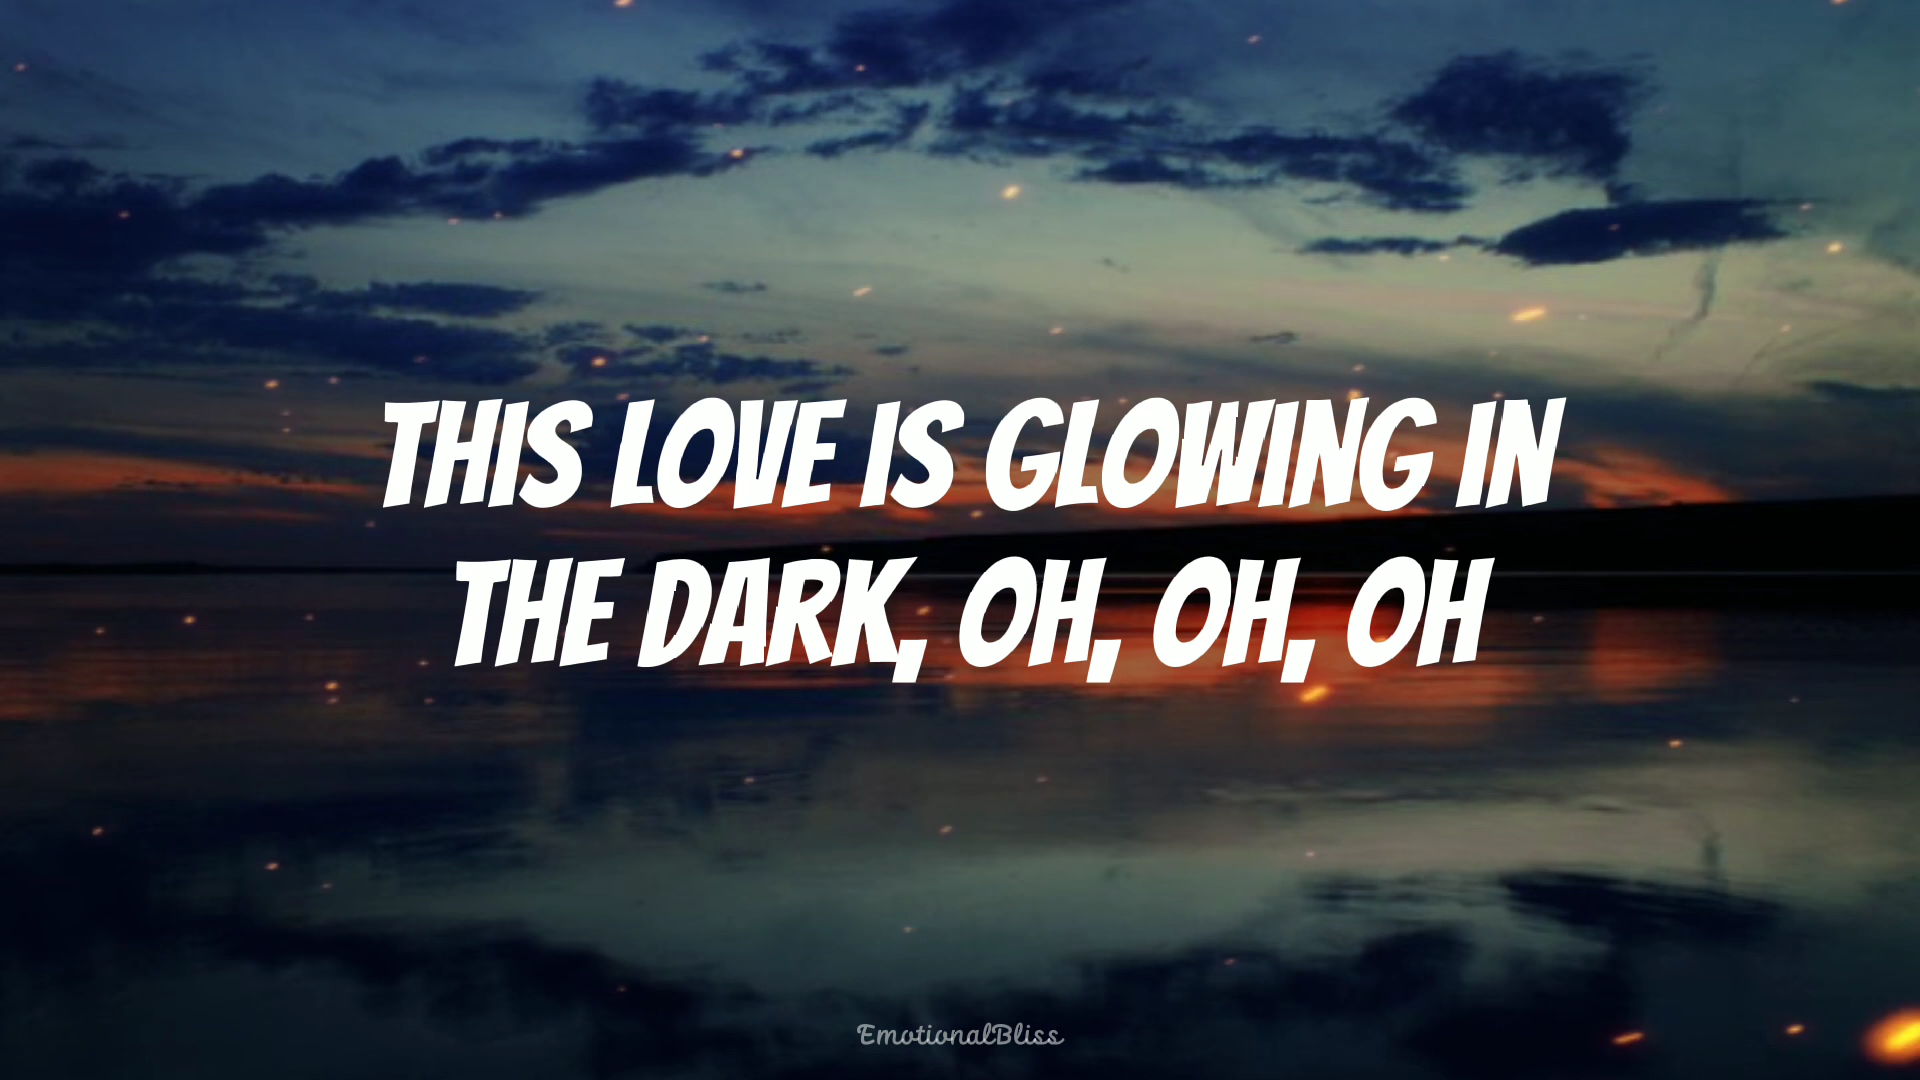 THIS LOVE IS GLOWING IN
THE DARK, OH, OH, OH
EmotionalBliss